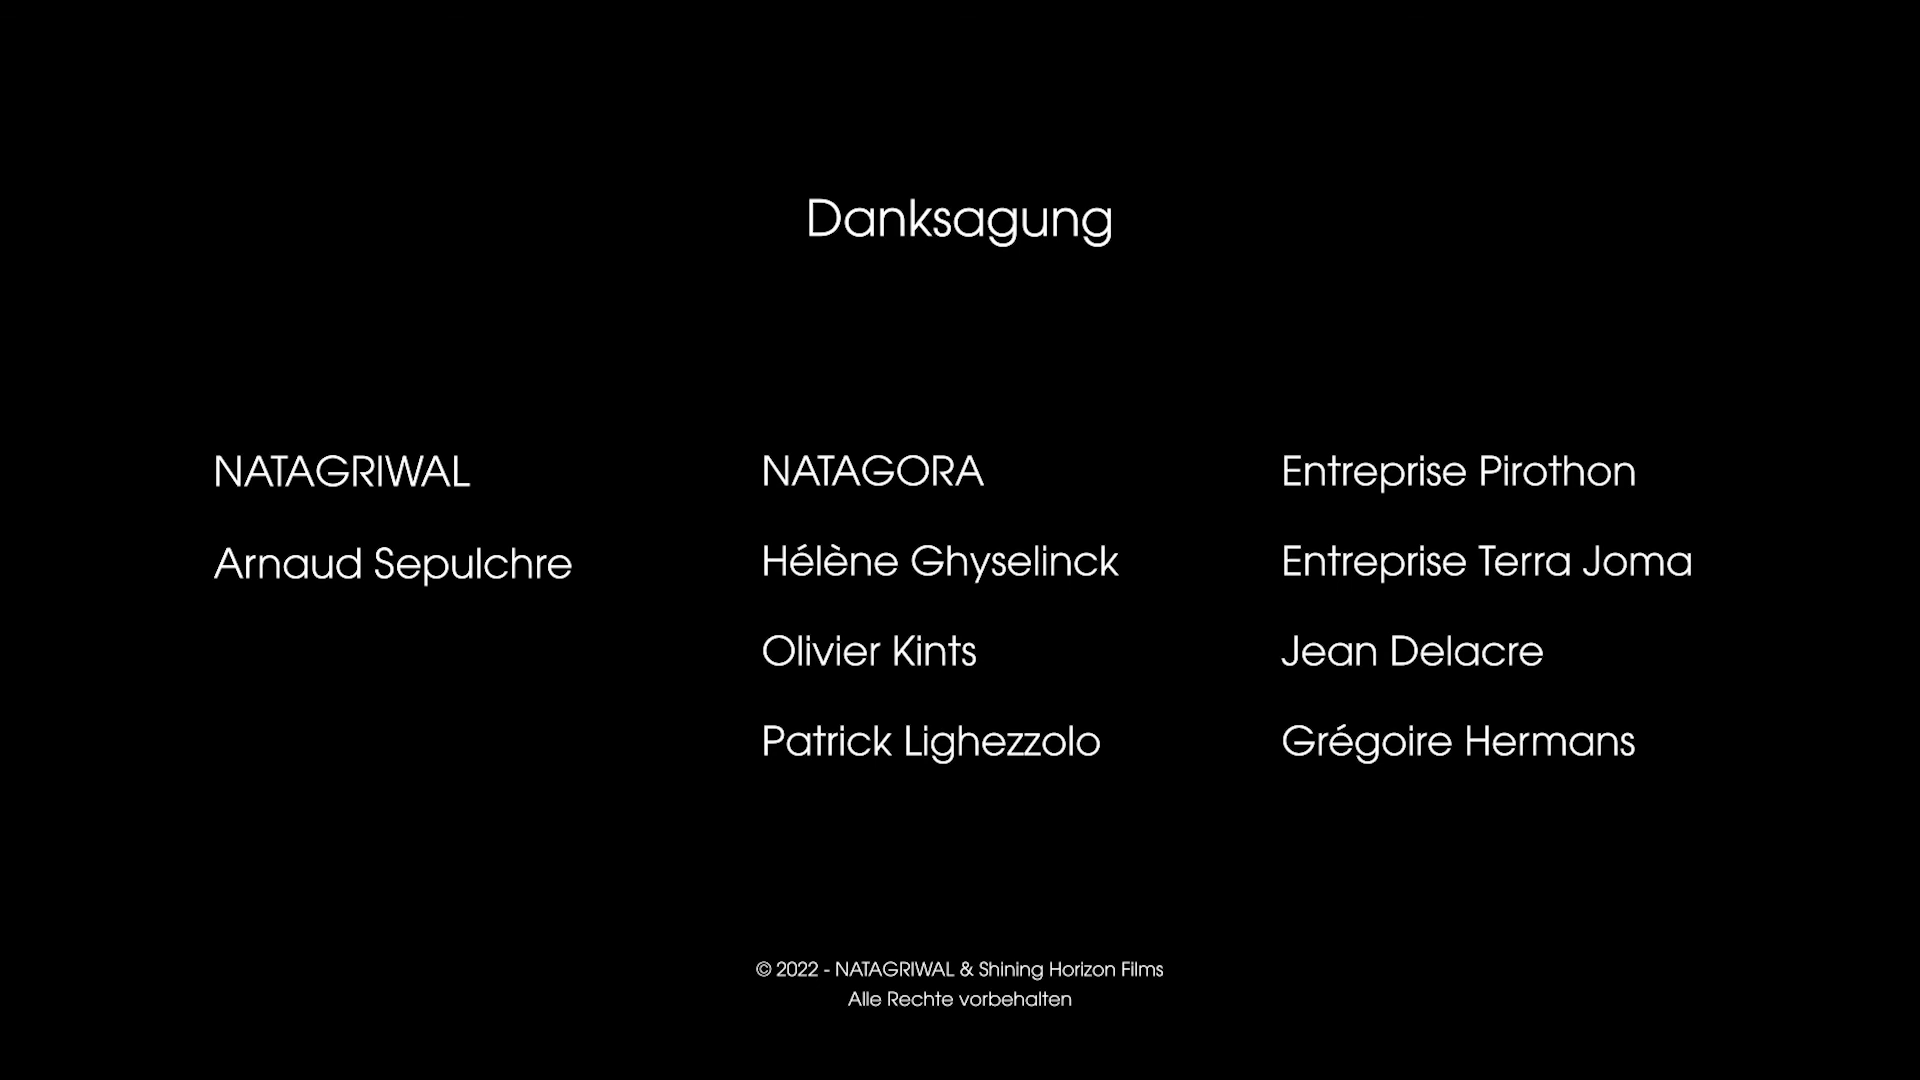 Danksagung
NATAGRIWAL
Arnaud Sepulchre
NATAGORA
Hélène Ghyselinck
Olivier Kints
Patrick Lighezzolo
Entreprise Pirothon
Entreprise Terra Joma
Jean Delacre
Grégoire Hermans
© 2022 - NATAGRIWAL & Shining Horizon Films
Alle Rechte vorbehalten